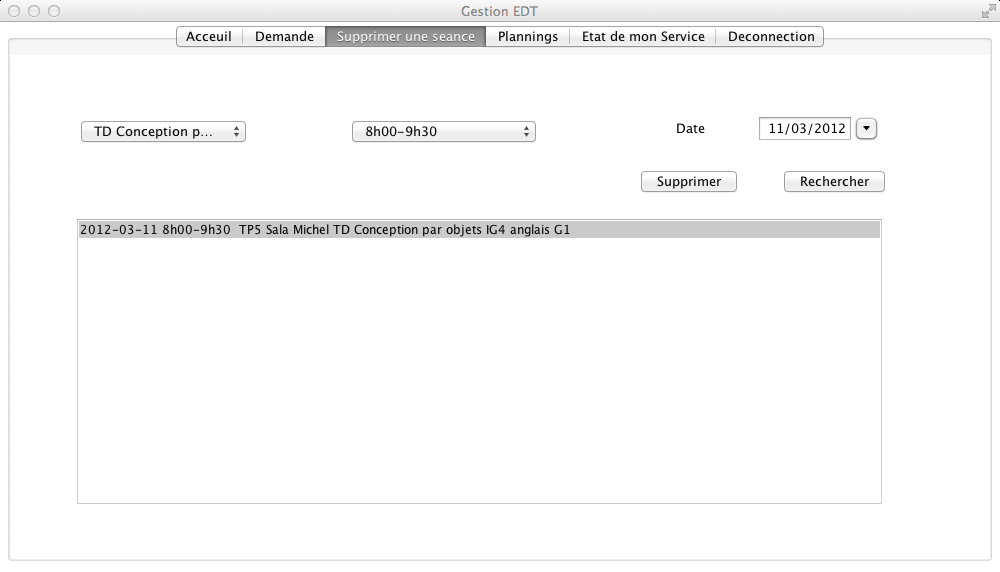 Gestion EDT
Acceuil Demande Supprimer une seance Plannings Etat de mon Service Deconnection
TD Conception p... 8h00-9h30 Date 11/03/2012
Supprimer Rechercher
2012-03-11 8h00-9h30 TP5 Sala Michel TD Conception par objets IG4 anglais G1